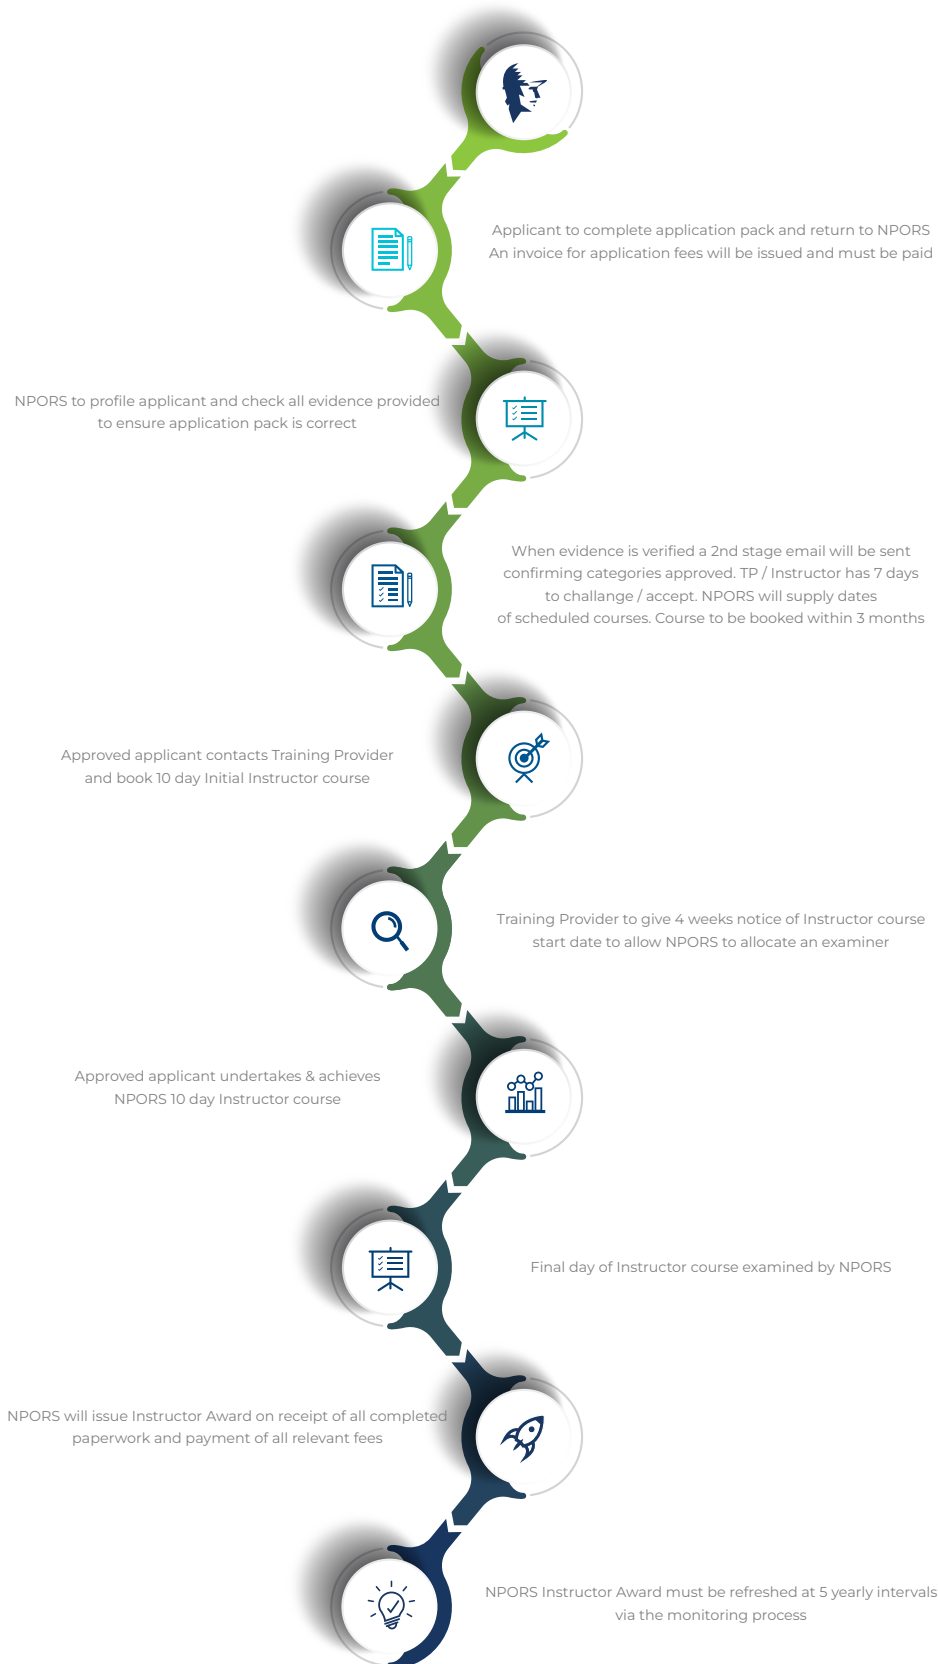 Applicant to complete application pack and return to NPORS
An invoice for application fees will be issued and must be paid
NPORS to profile applicant and check all evidence provided
to ensure application pack is correct
When evidence is verified a 2nd stage email will be sent
confirming categories approved. TP / Instructor has 7 days
to challange / accept. NPORS will supply dates
of scheduled courses. Course to be booked within 3 months
Approved applicant contacts Training Provider
and book 10 day Initial Instructor course
Training Provider to give 4 weeks notice of Instructor course
start date to allow NPORS to allocate an examiner
Approved applicant undertakes & achieves
NPORS 10 day Instructor course
Final day of Instructor course examined by NPORS
NPORS will issue Instructor Award on receipt of all completed
paperwork and payment of all relevant fees
NPORS Instructor Award must be refreshed at 5 yearly intervals
via the monitoring process